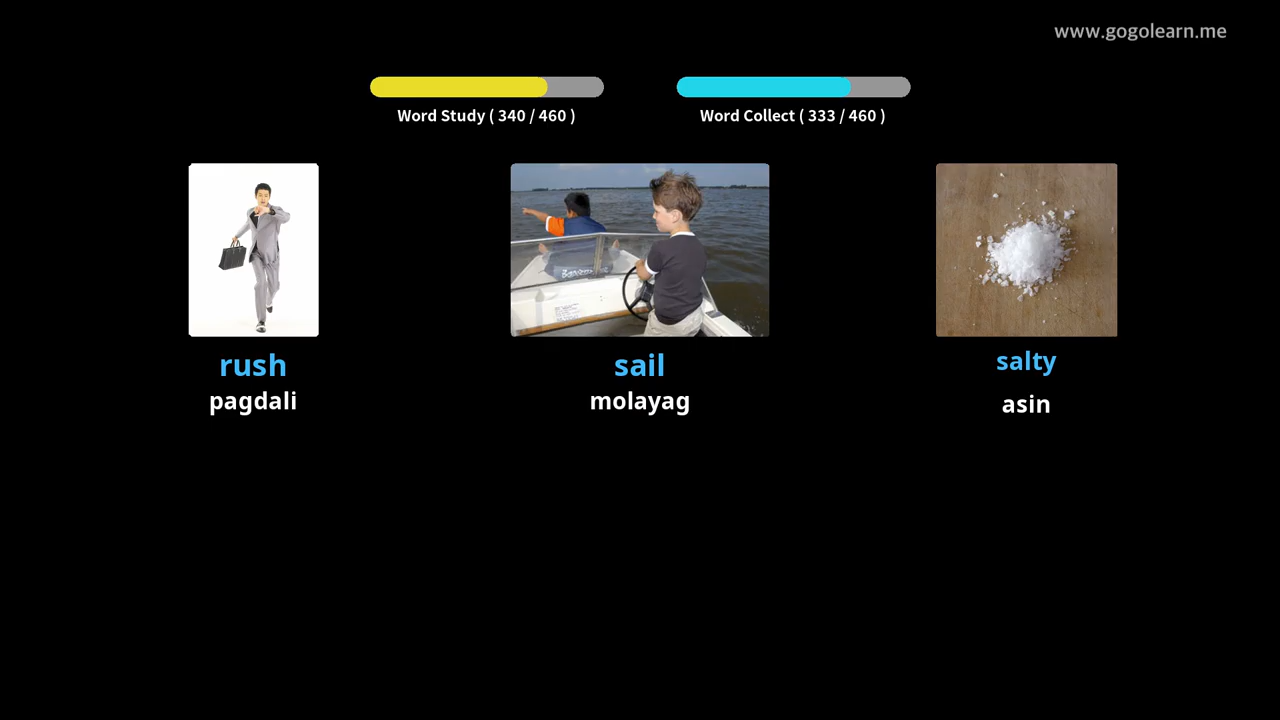 www.gogolearn.me
Word Study ( 340 / 460 )
Word Collect ( 333 / 460 )
rush
pagdali
sail
molayag
salty
asin